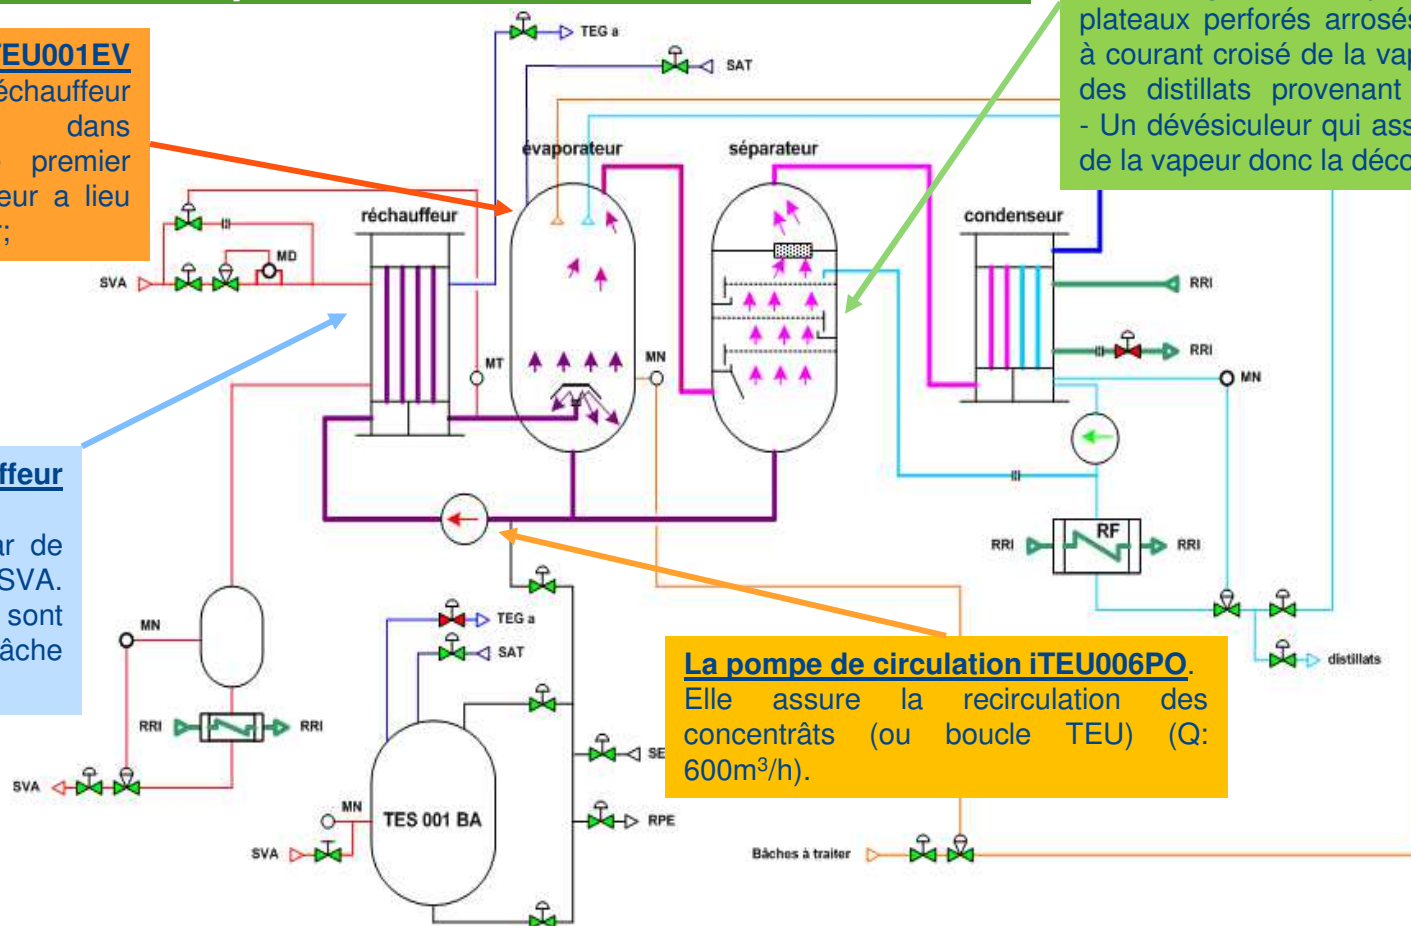 TEG a
SAT
TEU001EV
échauffeur
dans
premier
eur a lieu
plateaux perforés arrosés
à courant croisé de la vap
des distillats provenant
- Un dévésiculeur qui ass
de la vapeur donc la déco
évaporateur
séparateur
réchauffeur
condenseur
MD
SVA
RRI
RRI
MT
MN
MN
ffeur
ar de
SVA.
sont
âche
RRI
RF
RRI
MN
TEG a
SAT
distillats
La pompe de circulation iTEU006PO.
Elle assure la recirculation des
concentrâts (ou boucle TEU) (Q:
600m³/h).
RRI
RRI
SE
SVA
MN
TES 001 BA
RPE
SVA
Bâches à traiter